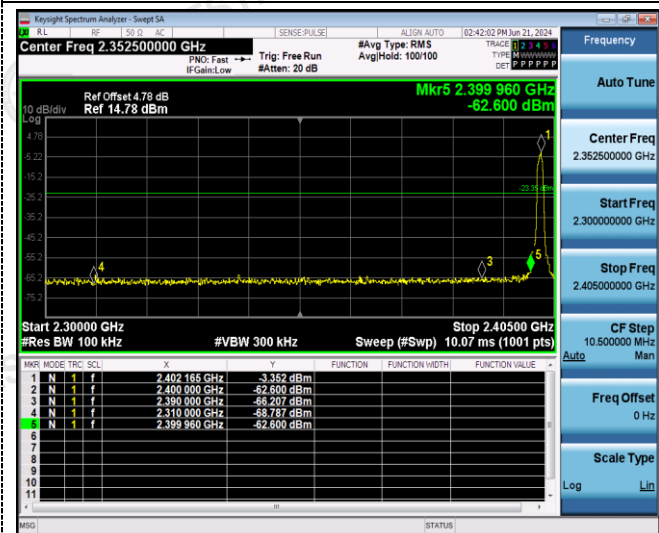 Keysight Spectrum Analyzer - Swept SA
RL RF 50 Ω AC SENSE:PULSE ALIGN AUTO 02:42:02 PM Jun 21, 2024
Center Freq 2.352500000 GHz
PNO: Fast
IFGain:Low
Trig: Free Run
#Atten: 20 dB
#Avg Type: RMS
Avg|Hold: 100/100
TRACE 1 2 3 4 5 6
TYPE M WWWWW
DET P P P P P P
Frequency
Auto Tune
Center Freq
2.352500000 GHz
Start Freq
2.300000000 GHz
Stop Freq
2.405000000 GHz
CF Step
10.500000 MHz
Auto Man
Freq Offset
0 Hz
Scale Type
Log Lin
Ref Offset 4.78 dB
10 dB/div Ref 14.78 dBm
Log
Mkr5 2.399 960 GHz
-62.600 dBm
4.78
-5.22
-15.2
-25.2
-35.2
-45.2
-55.2
-65.2
-75.2
-23.35 dBm
1
3
4
5
Start 2.30000 GHz Stop 2.40500 GHz
#Res BW 100 kHz #VBW 300 kHz Sweep (#Swp) 10.07 ms (1001 pts)
MKR MODE TRC SCL X Y FUNCTION FUNCTION WIDTH FUNCTION VALUE
1 N 1 f 2.402 165 GHz -3.352 dBm
2 N 1 f 2.400 000 GHz -62.600 dBm
3 N 1 f 2.390 000 GHz -66.207 dBm
4 N 1 f 2.310 000 GHz -68.787 dBm
5 N 1 f 2.399 960 GHz -62.600 dBm
6
7
8
9
10
11
MSG STATUS